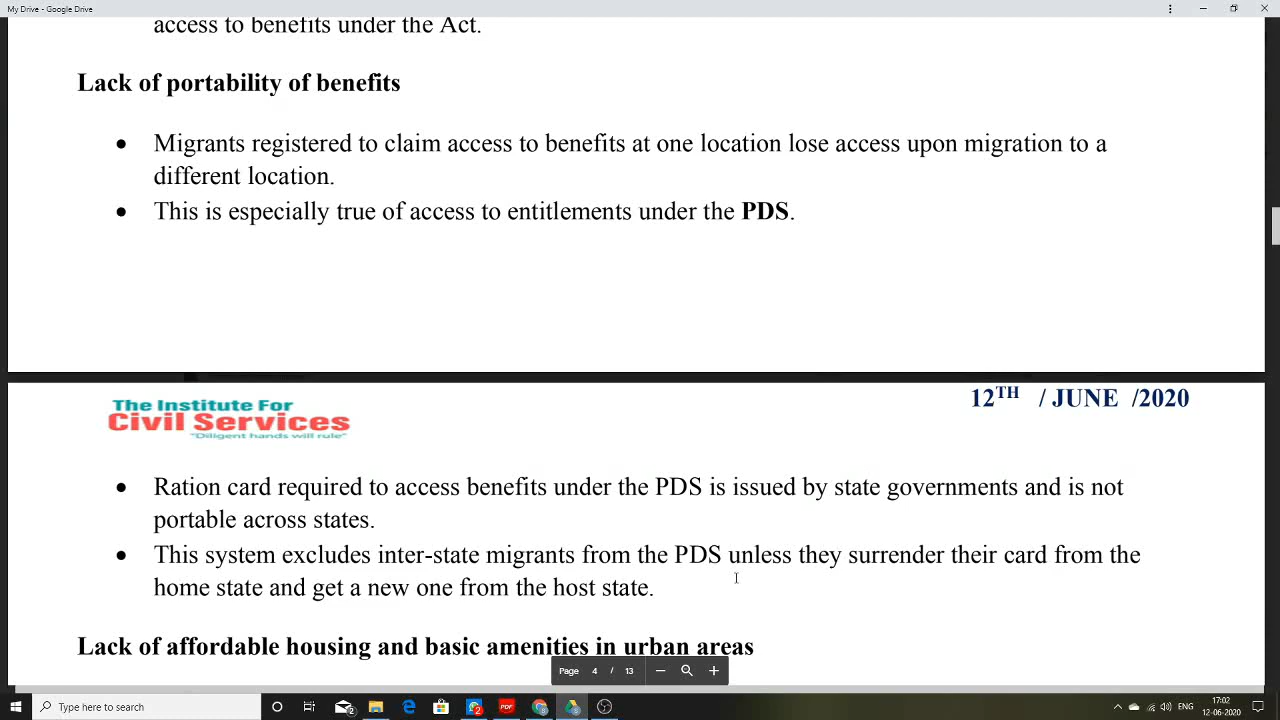 My Drive - Google Drive
access to benefits under the Act.
Lack of portability of benefits
• Migrants registered to claim access to benefits at one location lose access upon migration to a
different location.
• This is especially true of access to entitlements under the PDS.
The Institute For
Civil Services
"Diligent hands will rule"
12TH / JUNE /2020
• Ration card required to access benefits under the PDS is issued by state governments and is not
portable across states.
• This system excludes inter-state migrants from the PDS unless they surrender their card from the
home state and get a new one from the host state.
Lack of affordable housing and basic amenities in urban areas
Page 4 / 13
Type here to search
2
2
PDF
ENG
17:02
12-06-2020